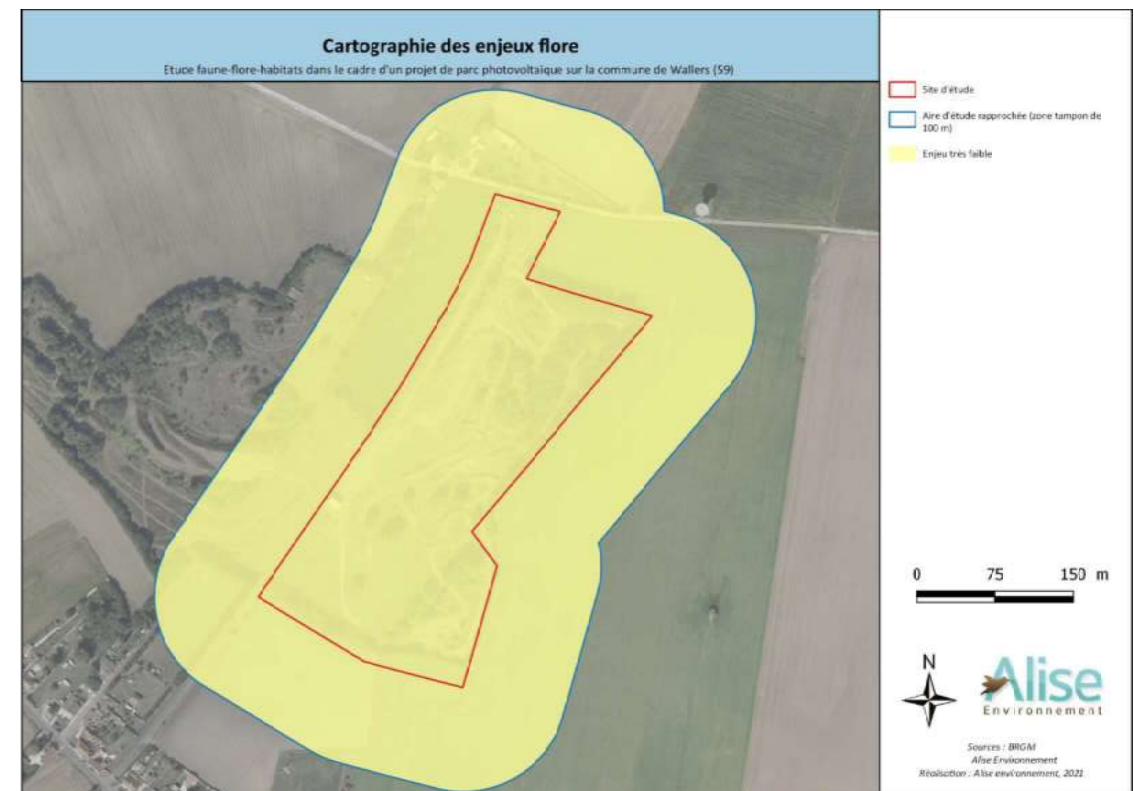 Cartographie des enjeux flore
Etude faune-flore-habitats dans le cadre d'un projet de parc photovoltaïque sur la commune de Wallers (59)
Site d'étude
Aire d'étude rapprochée (zone tampon de
100 m)
Enjeu très faible
0 75 150 m
N
Alise
Environnement
Sources : BRGM
Alise Environnement
Réalisation : Alise environnement, 2021